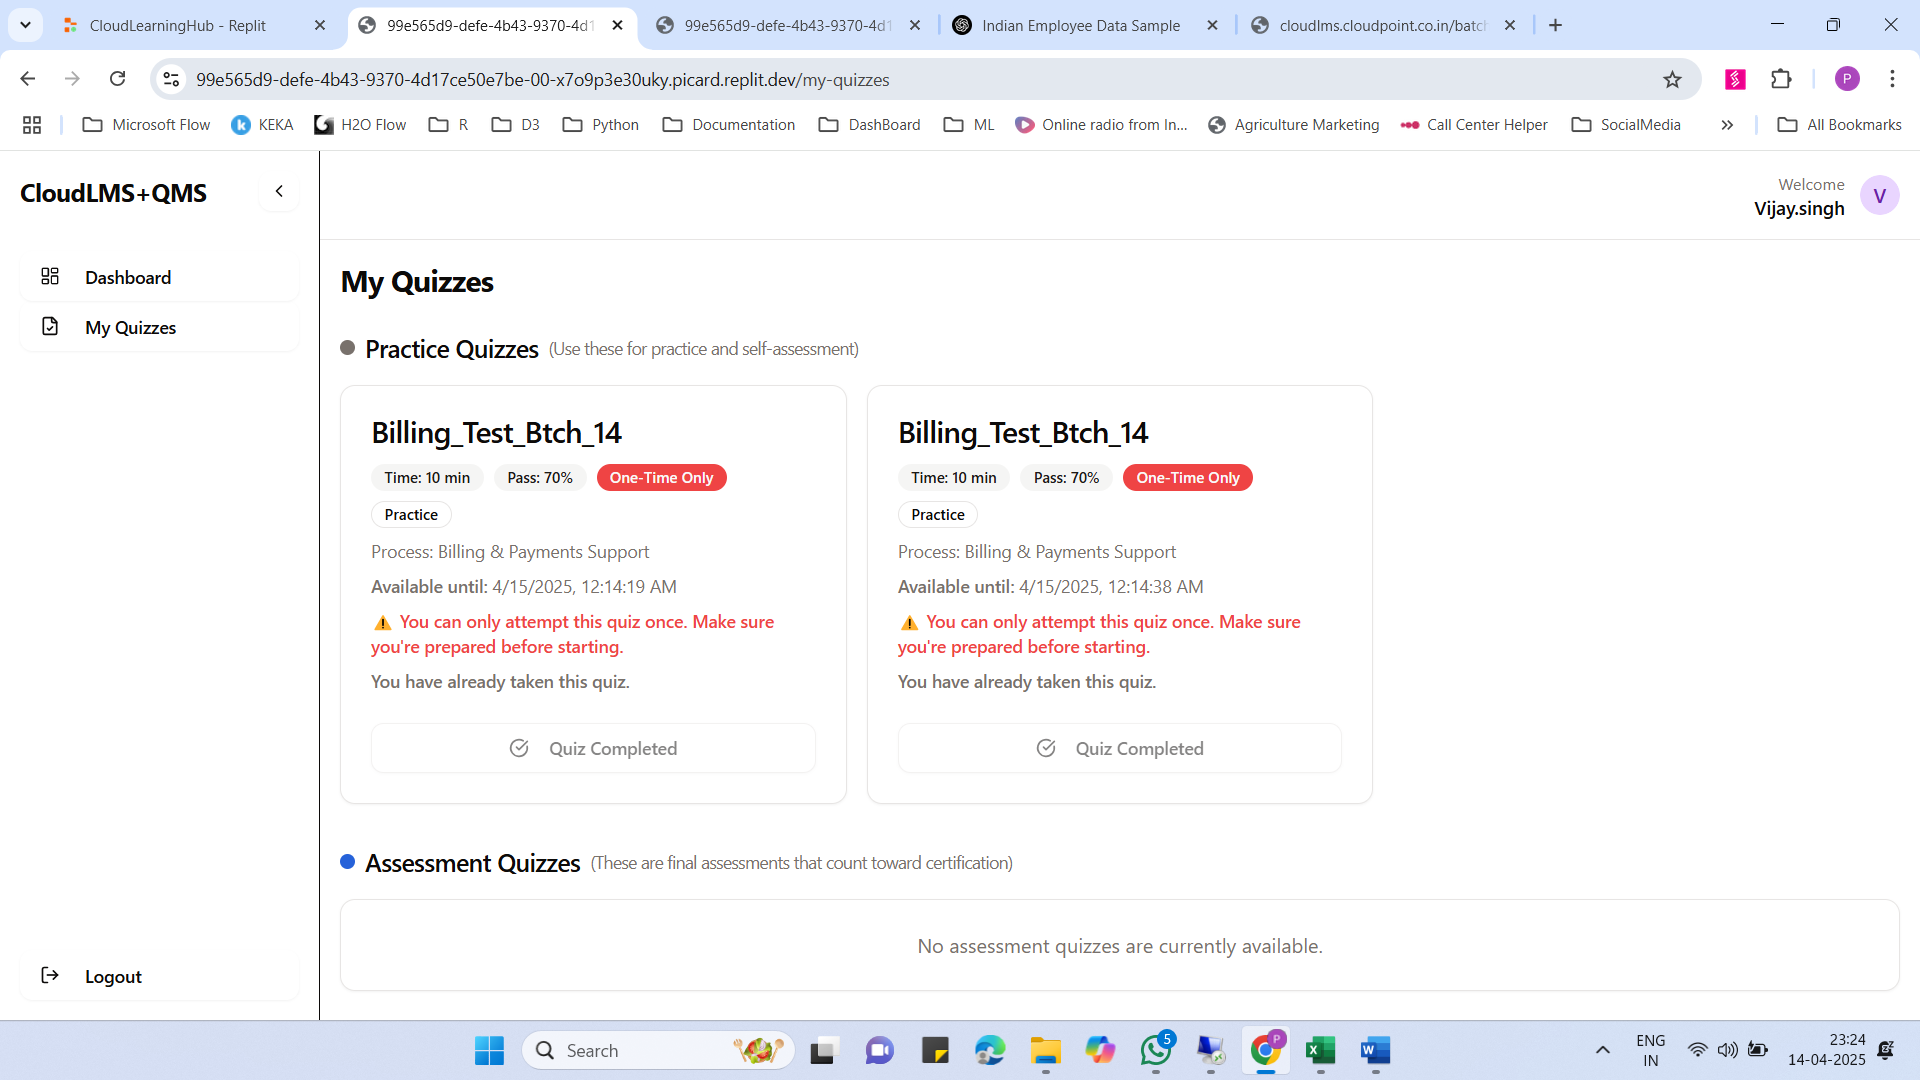 CloudLearningHub - Replit
99e565d9-defe-4b43-9370-4d1
99e565d9-defe-4b43-9370-4d1
Indian Employee Data Sample
cloudlms.cloudpoint.co.in/batch
99e565d9-defe-4b43-9370-4d17ce50e7be-00-x7o9p3e30uky.picard.replit.dev/my-quizzes
P
Microsoft Flow
KEKA
H2O Flow
R
D3
Python
Documentation
DashBoard
ML
Online radio from In...
Agriculture Marketing
Call Center Helper
SocialMedia
All Bookmarks
CloudLMS+QMS
Dashboard
My Quizzes
Logout
Welcome
Vijay.singh
V
My Quizzes
Practice Quizzes (Use these for practice and self-assessment)
Billing_Test_Btch_14
Time: 10 min Pass: 70% One-Time Only
Practice
Process: Billing & Payments Support
Available until: 4/15/2025, 12:14:19 AM
⚠ You can only attempt this quiz once. Make sure
you're prepared before starting.
You have already taken this quiz.
Quiz Completed
Billing_Test_Btch_14
Time: 10 min Pass: 70% One-Time Only
Practice
Process: Billing & Payments Support
Available until: 4/15/2025, 12:14:38 AM
⚠ You can only attempt this quiz once. Make sure
you're prepared before starting.
You have already taken this quiz.
Quiz Completed
Assessment Quizzes (These are final assessments that count toward certification)
No assessment quizzes are currently available.
Search
5
P
ENG
IN
23:24
14-04-2025